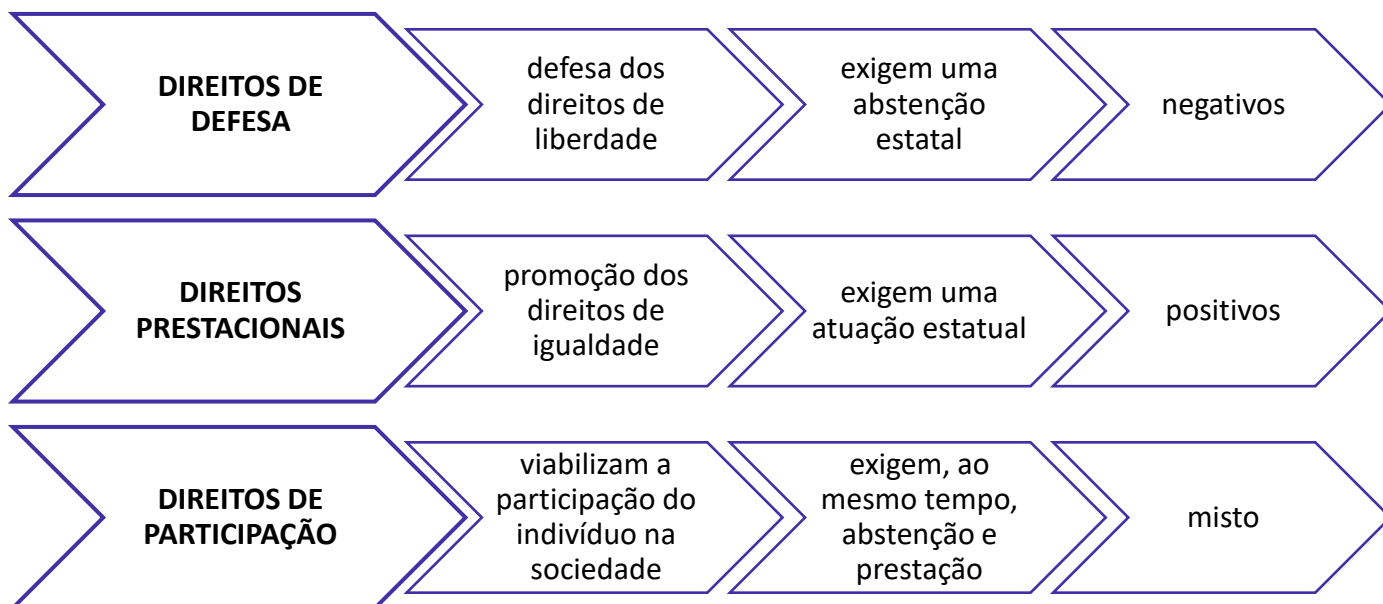 DIREITOS DE
DEFESA
defesa dos
direitos de
liberdade
exigem uma
abstenção
estatal
negativos
DIREITOS
PRESTACIONAIS
promoção dos
direitos de
igualdade
exigem uma
atuação estatual
positivos
DIREITOS DE
PARTICIPAÇÃO
viabilizam a
participação do
indivíduo na
sociedade
exigem, ao
mesmo tempo,
abstenção e
prestação
misto